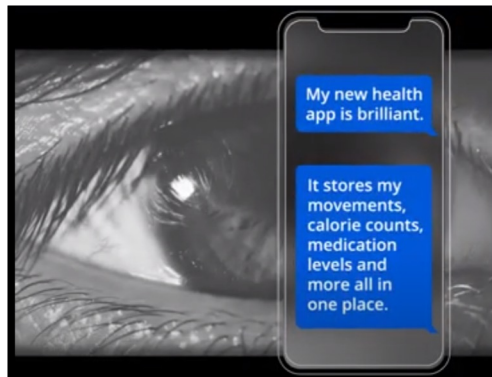 My new health
app is brilliant.
It stores my
movements,
calorie counts,
medication
levels and
more all in
one place.